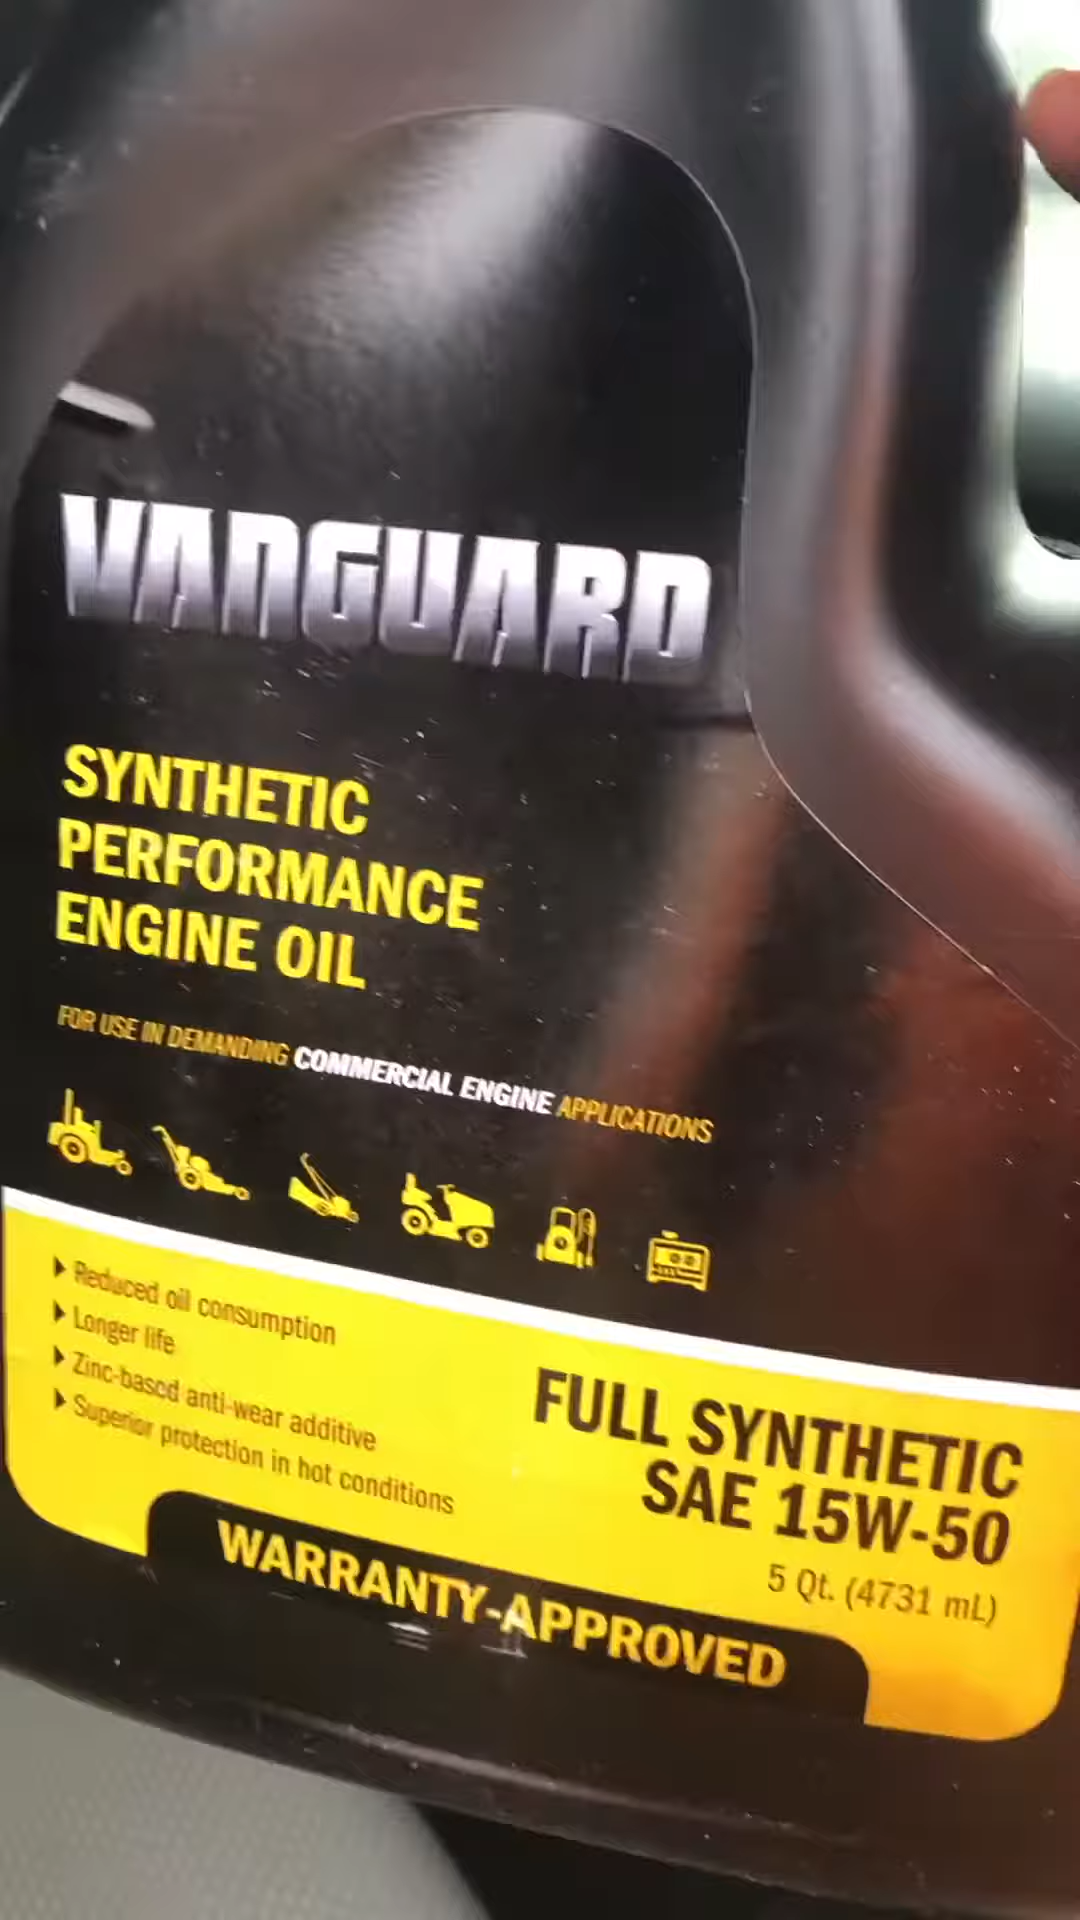 VANGUARD
SYNTHETIC
PERFORMANCE
ENGINE OIL
FOR USE IN DEMANDING COMMERCIAL ENGINE APPLICATIONS
▶ Reduced oil consumption
▶ Longer life
▶ Zinc-based anti-wear additive
▶ Superior protection in hot conditions
FULL SYNTHETIC
SAE 15W-50
5 Qt. (4731 mL)
WARRANTY-APPROVED